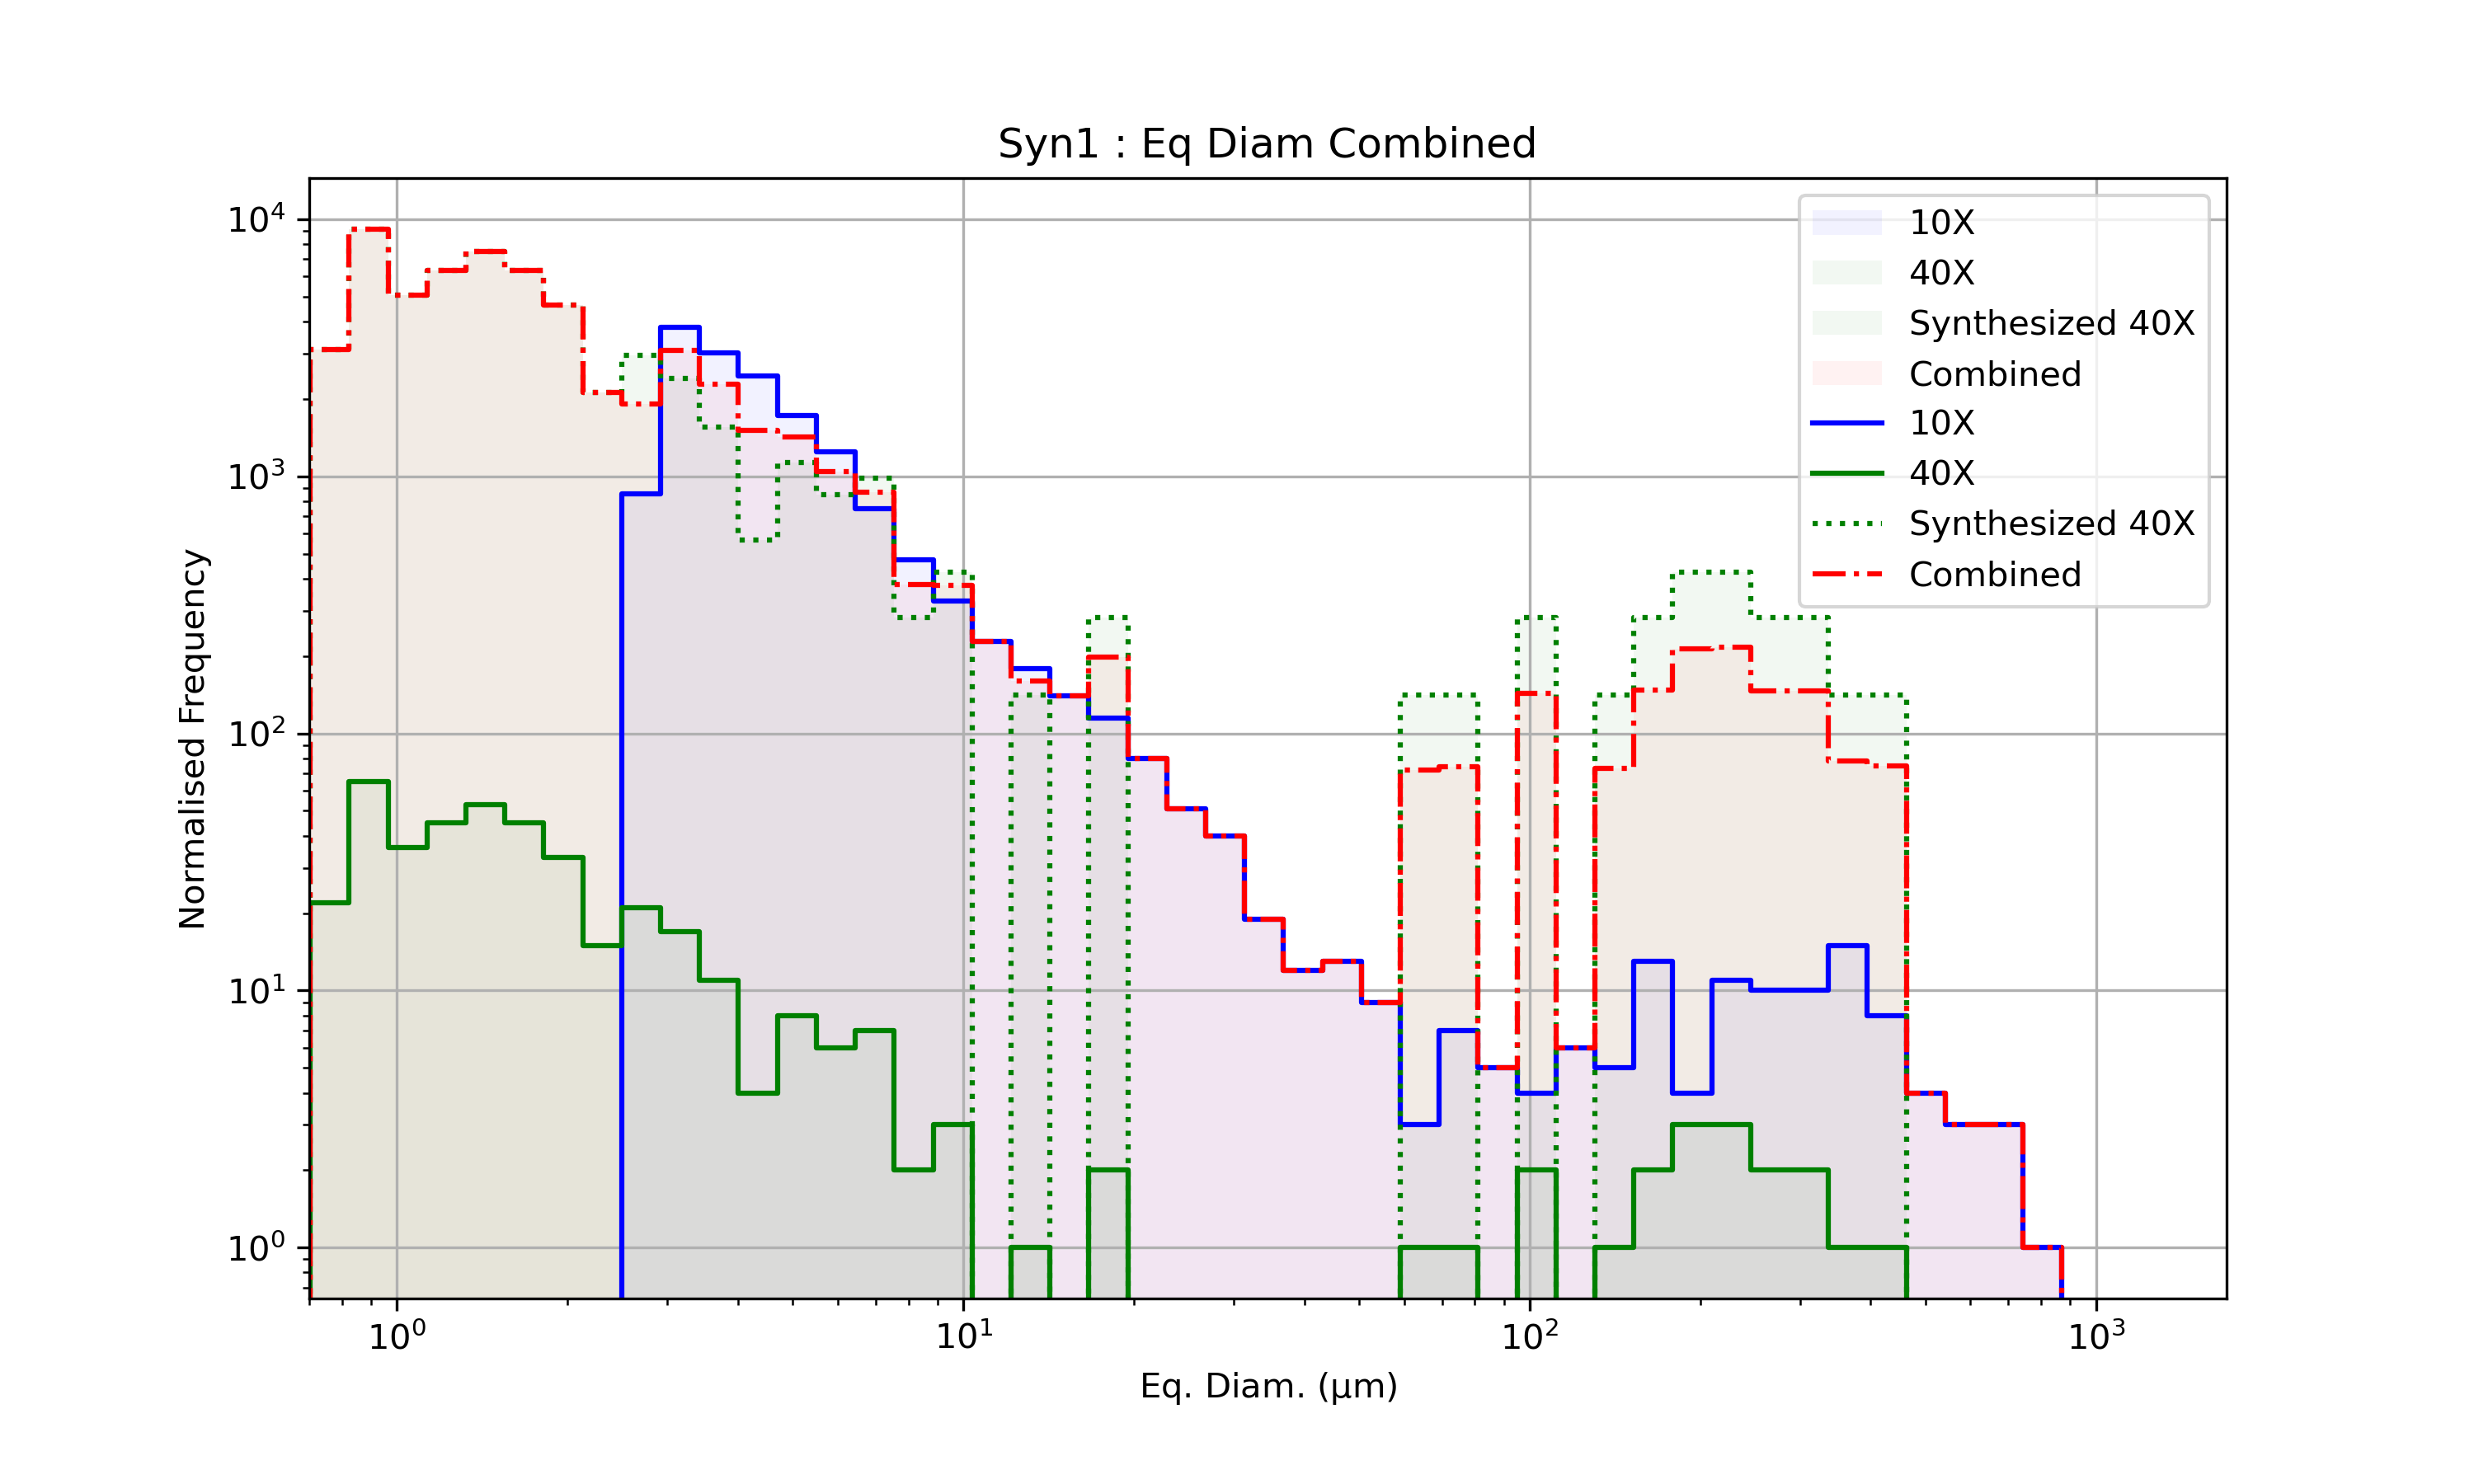 Syn1 : Eq Diam Combined
10⁴
10³
10²
10¹
10⁰
Normalised Frequency
10X
40X
Synthesized 40X
Combined
10X
40X
Synthesized 40X
Combined
10⁰ 10¹ 10² 10³
Eq. Diam. (μm)